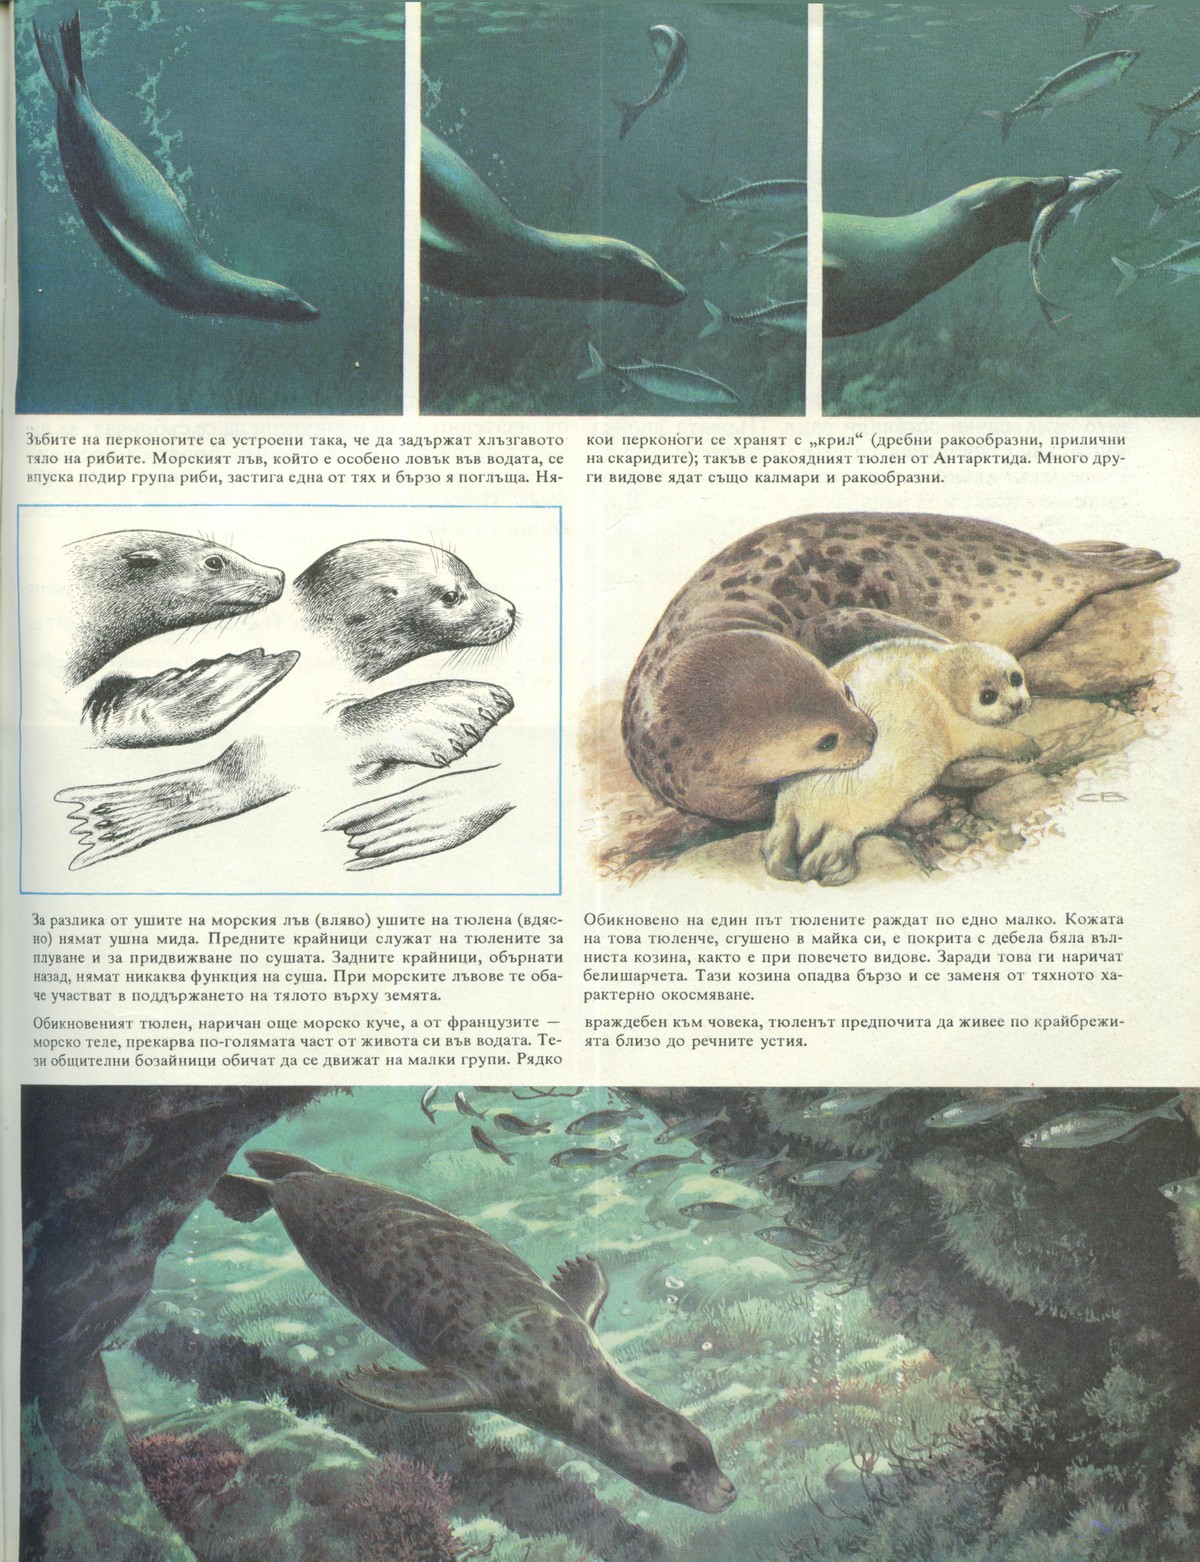 Зъбите на перконогите са устроени така, че да задържат хлъзгавото
тяло на рибите. Морският лъв, който е особено ловък във водата, се
впуска подир група риби, застига една от тях и бързо я поглъща. Ня-
кои перконоги се хранят с „крил“ (дребни ракообразни, прилични
на скаридите); такъв е ракоядният тюлен от Антарктида. Много дру-
ги видове ядат също калмари и ракообразни.
СВ
За разлика от ушите на морския лъв (вляво) ушите на тюлена (вдяс-
но) нямат ушна мида. Предните крайници служат на тюлените за
плуване и за придвижване по сушата. Задните крайници, обърнати
назад, нямат никаква функция на суша. При морските лъвове те оба-
че участват в поддържането на тялото върху земята.
Обикновено на един път тюлените раждат по едно малко. Кожата
на това тюленче, сгушено в майка си, е покрита с дебела бяла въл-
ниста козина, както е при повечето видове. Заради това ги наричат
белишарчета. Тази козина опадва бързо и се заменя от тяхното ха-
рактерно окосмяване.
Обикновеният тюлен, наричан още морско куче, а от французите —
морско теле, прекарва по-голямата част от живота си във водата. Те-
зи общителни бозайници обичат да се движат на малки групи. Рядко
враждебен към човека, тюленът предпочита да живее по крайбрежи-
ята близо до речните устия.